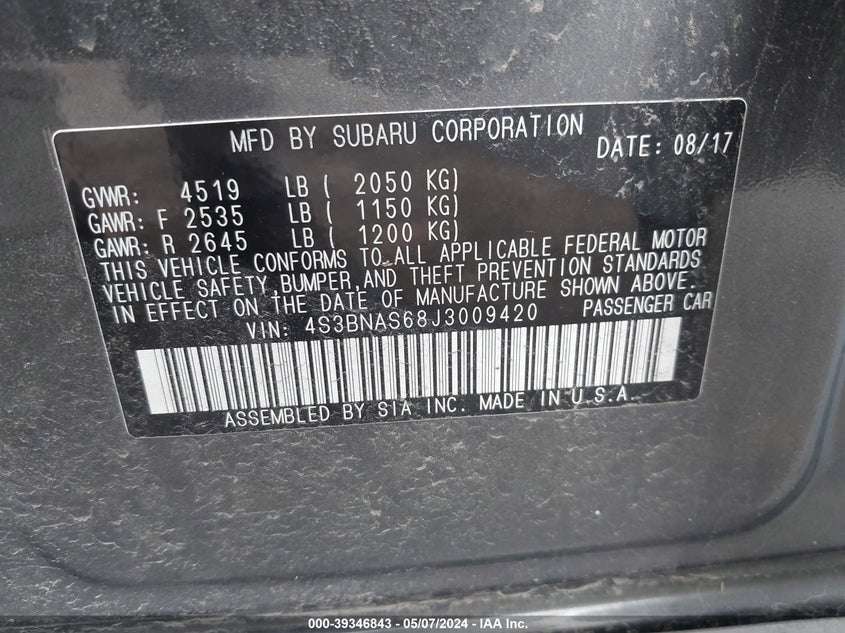 MFD BY SUBARU CORPORATION DATE: 08/17
GVWR: 4519 LB ( 2050 KG)
GAWR: F 2535 LB ( 1150 KG)
GAWR: R 2645 LB ( 1200 KG)
THIS VEHICLE CONFORMS TO ALL APPLICABLE FEDERAL MOTOR
VEHICLE SAFETY, BUMPER, AND THEFT PREVENTION STANDARDS
IN EFFECT ON THE DATE OF MANUFACTURE SHOWN ABOVE.
VIN: 4S3BNAS68J3009420 PASSENGER CAR
ASSEMBLED BY SIA INC. MADE IN U.S.A.
000-39346843 - 05/07/2024 - IAA Inc.